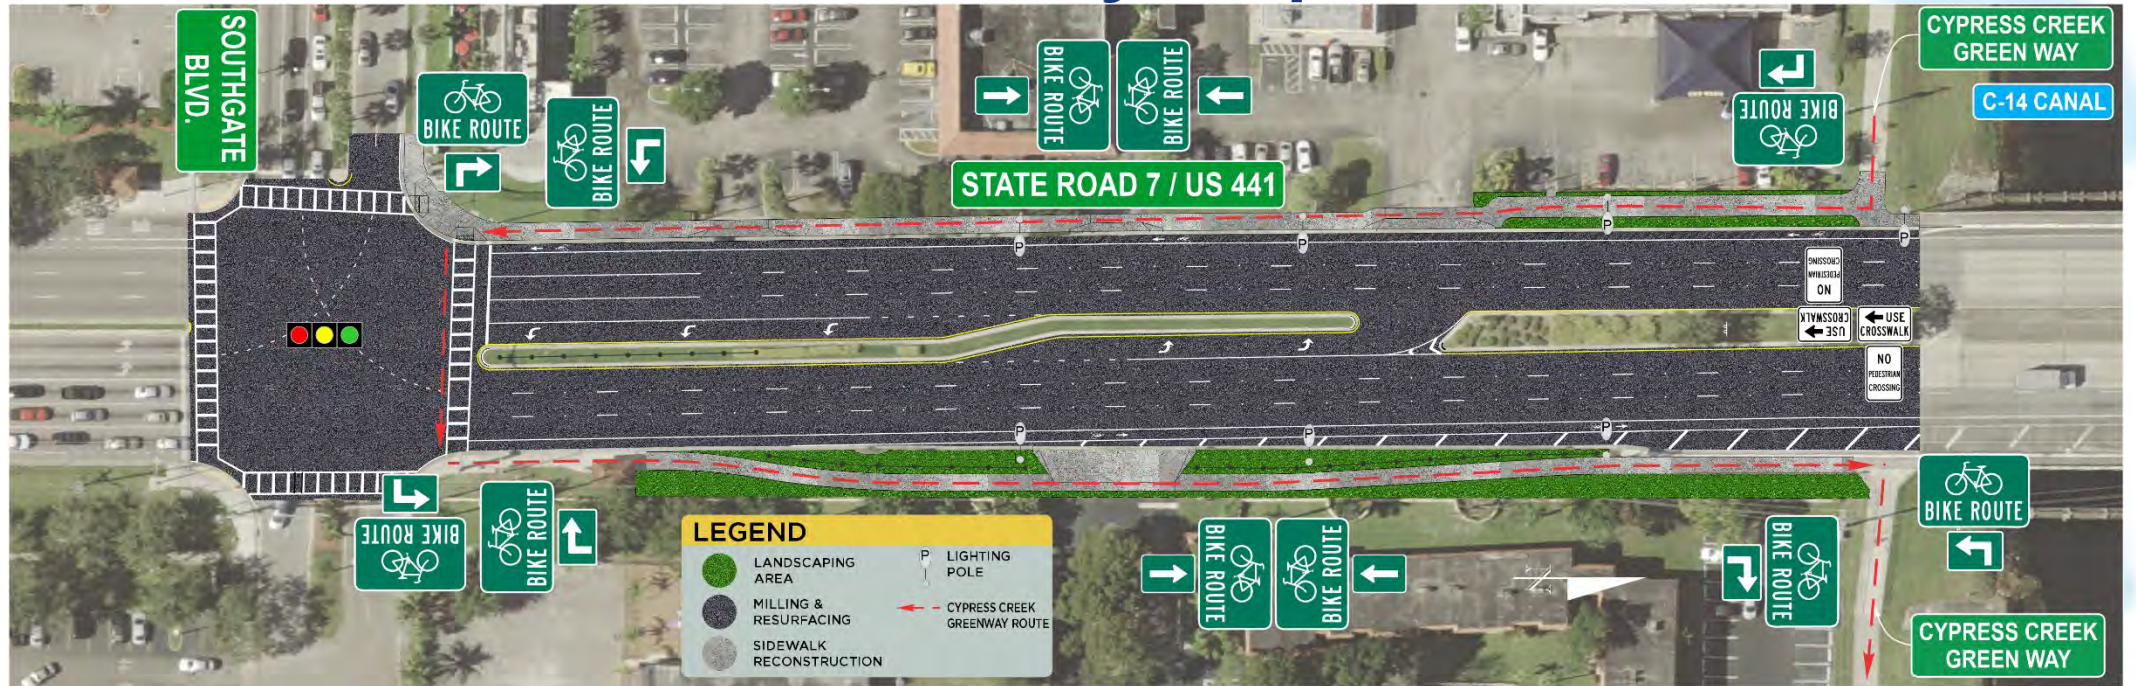 SOUTHGATE
BLVD.
BIKE ROUTE
BIKE ROUTE
BIKE ROUTE
BIKE ROUTE
STATE ROAD 7 / US 441
BIKE ROUTE
CYPRESS CREEK
GREEN WAY
C-14 CANAL
P
P
P
P
NO
PEDESTRIAN
CROSSING
USE
CROSSWALK
USE
CROSSWALK
NO
PEDESTRIAN
CROSSING
P
P
P
BIKE ROUTE
BIKE ROUTE
LEGEND
LANDSCAPING
AREA
MILLING &
RESURFACING
SIDEWALK
RECONSTRUCTION
P
LIGHTING
POLE
CYPRESS CREEK
GREENWAY ROUTE
BIKE ROUTE
BIKE ROUTE
N
BIKE ROUTE
BIKE ROUTE
CYPRESS CREEK
GREEN WAY